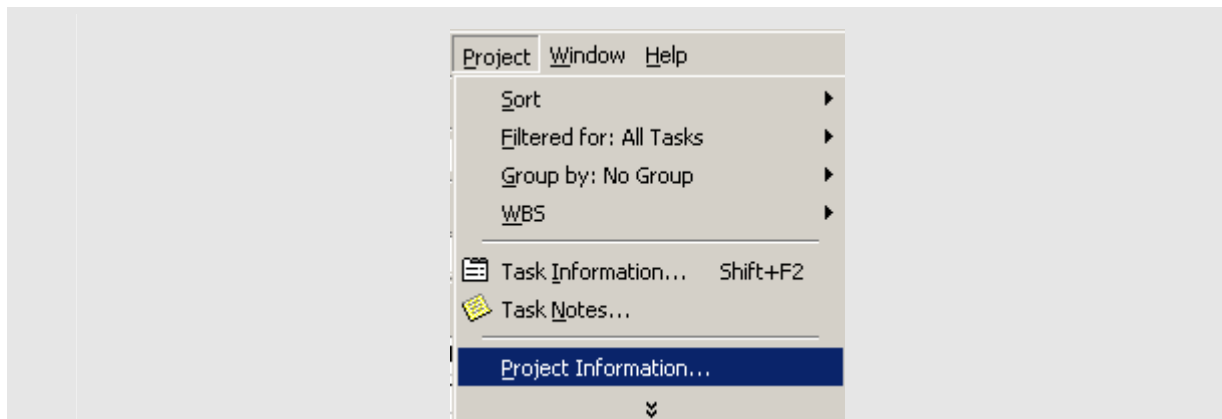 Project Window Help
Sort
Filtered for: All Tasks
Group by: No Group
WBS
Task Information... Shift+F2
Task Notes...
Project Information...